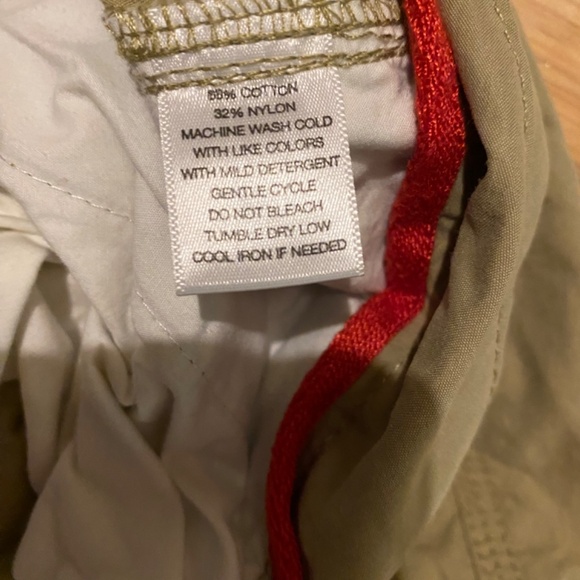 68% COTTON
32% NYLON
MACHINE WASH COLD
WITH LIKE COLORS
WITH MILD DETERGENT
GENTLE CYCLE
DO NOT BLEACH
TUMBLE DRY LOW
COOL IRON IF NEEDED